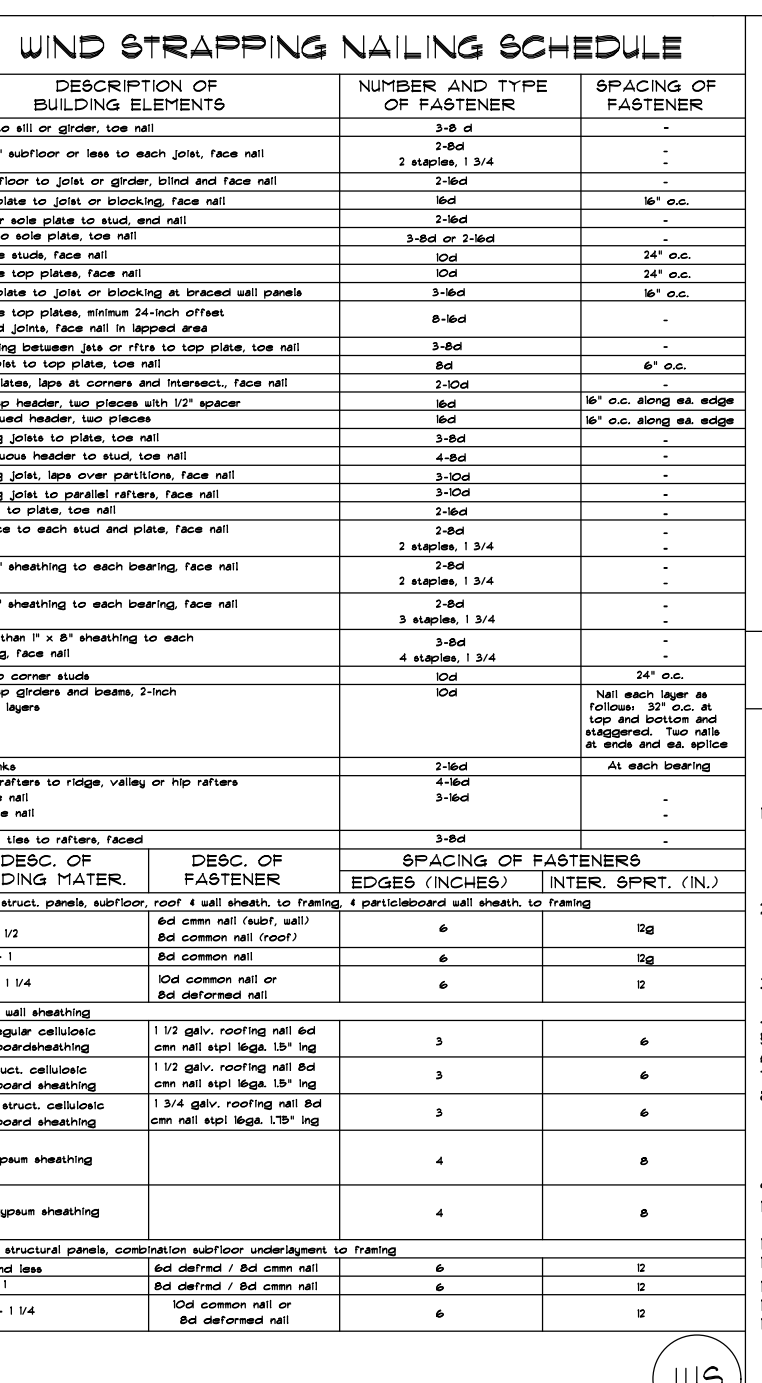 WIND STRAPPING NAILING SCHEDULE
DESCRIPTION OF BUILDING ELEMENTS
NUMBER AND TYPE OF FASTENER
SPACING OF FASTENER
to sill or girder, toe nail 3-8 d -
" subfloor or less to each joist, face nail 2-8d -
2 staples, 1 3/4 -
floor to joist or girder, blind and face nail 2-16d -
plate to joist or blocking, face nail 16d 16" o.c.
r sole plate to stud, end nail 2-16d -
o sole plate, toe nail 3-8d or 2-16d -
e studs, face nail 10d 24" o.c.
e top plates, face nail 10d 24" o.c.
plate to joist or blocking at braced wall panels 3-16d 16" o.c.
e top plates, minimum 24-inch offset
d joints, face nail in lapped area 8-16d -
ing between jsts or rftrs to top plate, toe nail 3-8d -
ist to top plate, toe nail 8d 6" o.c.
lates, laps at corners and intersect., face nail 2-10d -
p header, two pieces with 1/2" spacer 16d 16" o.c. along ea. edge
ued header, two pieces 16d 16" o.c. along ea. edge
g joists to plate, toe nail 3-8d -
uous header to stud, toe nail 4-8d -
g joist, laps over partitions, face nail 3-10d -
g joist to parallel rafters, face nail 3-10d -
to plate, toe nail 2-16d -
ce to each stud and plate, face nail 2-8d -
2 staples, 1 3/4 -
" sheathing to each bearing, face nail 2-8d -
2 staples, 1 3/4 -
" sheathing to each bearing, face nail 2-8d -
3 staples, 1 3/4 -
than 1" x 8" sheathing to each 3-8d -
g, face nail 4 staples, 1 3/4 -
o corner studs 10d 24" o.c.
p girders and beams, 2-inch 10d Nail each layer as
layers follows: 32" o.c. at
top and bottom and
staggered. Two nails
at ends and ea. splice
nks 2-16d At each bearing
rafters to ridge, valley or hip rafters 4-16d
e nail 3-16d -
e nail -
ties to rafters, faced 3-8d -
DESC. OF
DING MATER.
DESC. OF
FASTENER
SPACING OF FASTENERS
EDGES (INCHES) INTER. SPRT. (IN.)
struct. panels, subfloor, roof & wall sheath. to framing, & particleboard wall sheath. to framing
1/2 6d cmmn nail (subf, wall) 6 12g
8d common nail (roof)
- 1 8d common nail 6 12g
1 1/4 10d common nail or 6 12
8d deformed nail
wall sheathing
egular cellulosic 1 1/2 galv. roofing nail 6d
boardsheathing cmn nail stpl 16ga. 1.5" lng 3 6
uct. cellulosic 1 1/2 galv. roofing nail 8d
board sheathing cmn nail stpl 16ga. 1.5" lng 3 6
struct. cellulosic 1 3/4 galv. roofing nail 8d
board sheathing cmn nail stpl 16ga. 1.75" lng 3 6
psum sheathing 4 8
ypsum sheathing 4 8
structural panels, combination subfloor underlayment to framing
nd less 6d defrmd / 8d cmmn nail 6 12
1 8d defrmd / 8d cmmn nail 6 12
- 1 1/4 10d common nail or 6 12
8d deformed nail